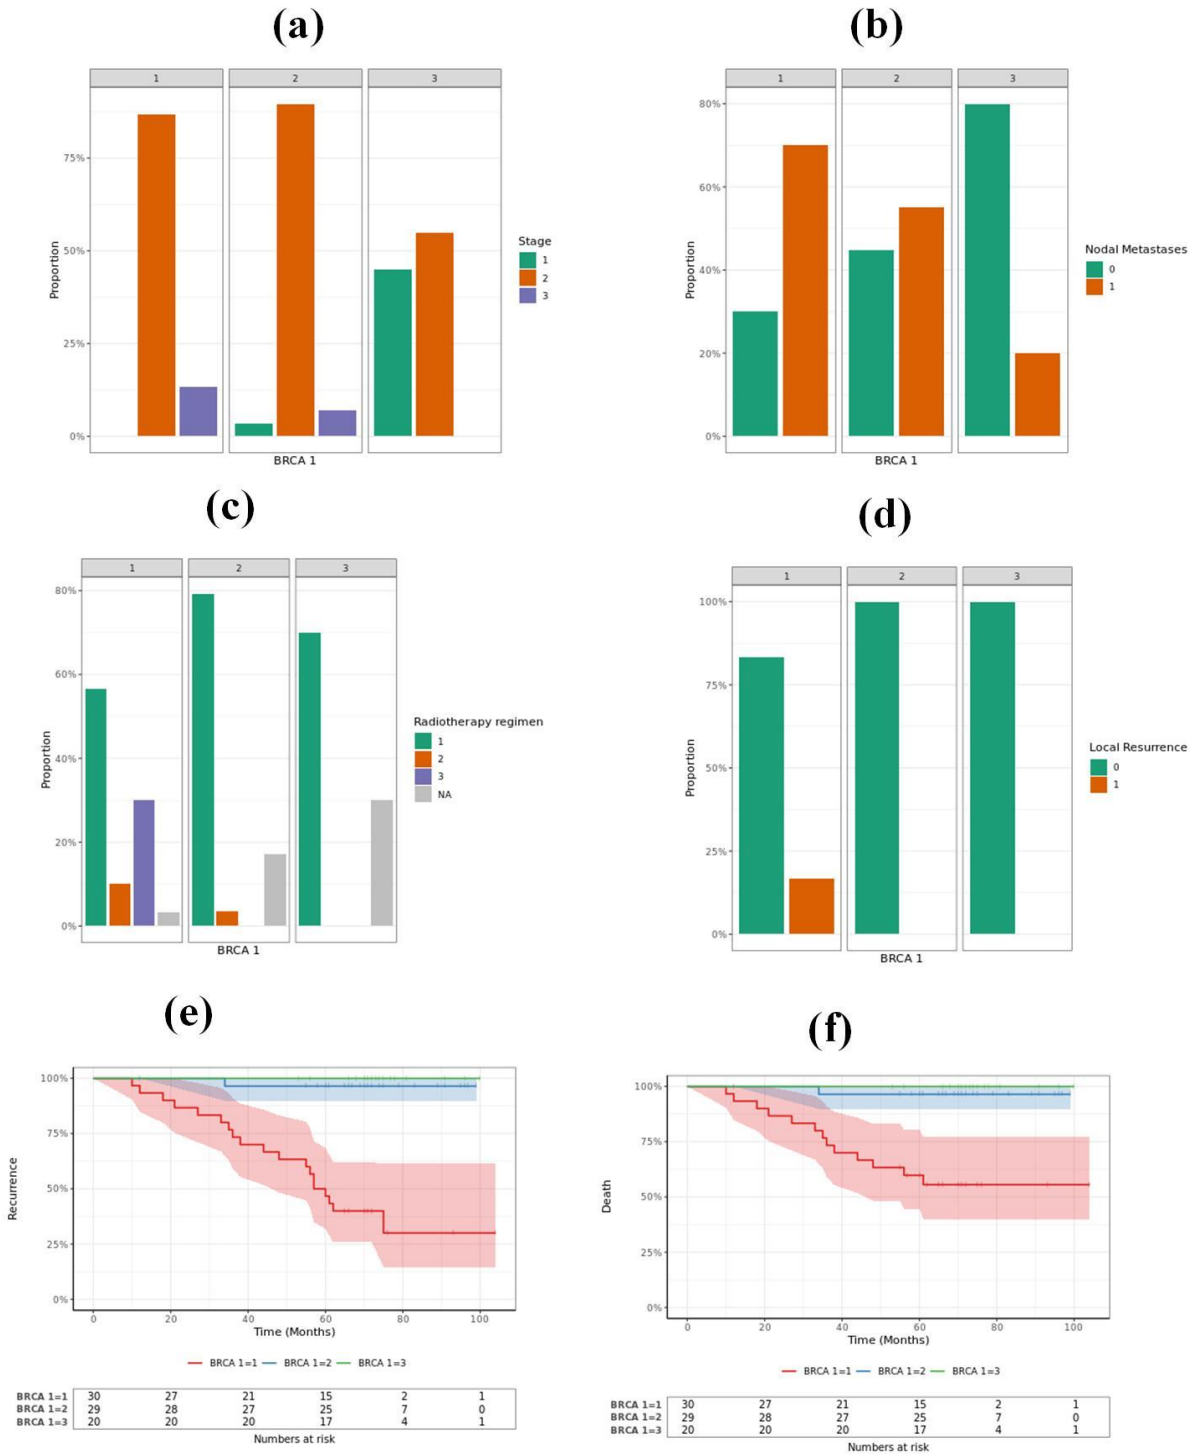 (a)
1 2 3
75%
50%
25%
0%
Proportion
BRCA 1
Stage
1
2
3
(b)
1 2 3
80%
60%
40%
20%
0%
Proportion
BRCA 1
Nodal Metastases
0
1
(c)
1 2 3
80%
60%
40%
20%
0%
Proportion
BRCA 1
Radiotherapy regimen
1
2
3
NA
(d)
1 2 3
100%
75%
50%
25%
0%
Proportion
BRCA 1
Local Resurrence
0
1
(e)
100%
75%
50%
25%
0%
Recurrence
0 20 40 60 80 100
Time (Months)
BRCA 1=1 BRCA 1=2 BRCA 1=3
BRCA 1=1 30 27 21 15 2 1
BRCA 1=2 29 28 27 25 7 0
BRCA 1=3 20 20 20 17 4 1
Numbers at risk
(f)
100%
75%
50%
25%
0%
Death
0 20 40 60 80 100
Time (Months)
BRCA 1=1 BRCA 1=2 BRCA 1=3
BRCA 1=1 30 27 21 15 2 1
BRCA 1=2 29 28 27 25 7 0
BRCA 1=3 20 20 20 17 4 1
Numbers at risk